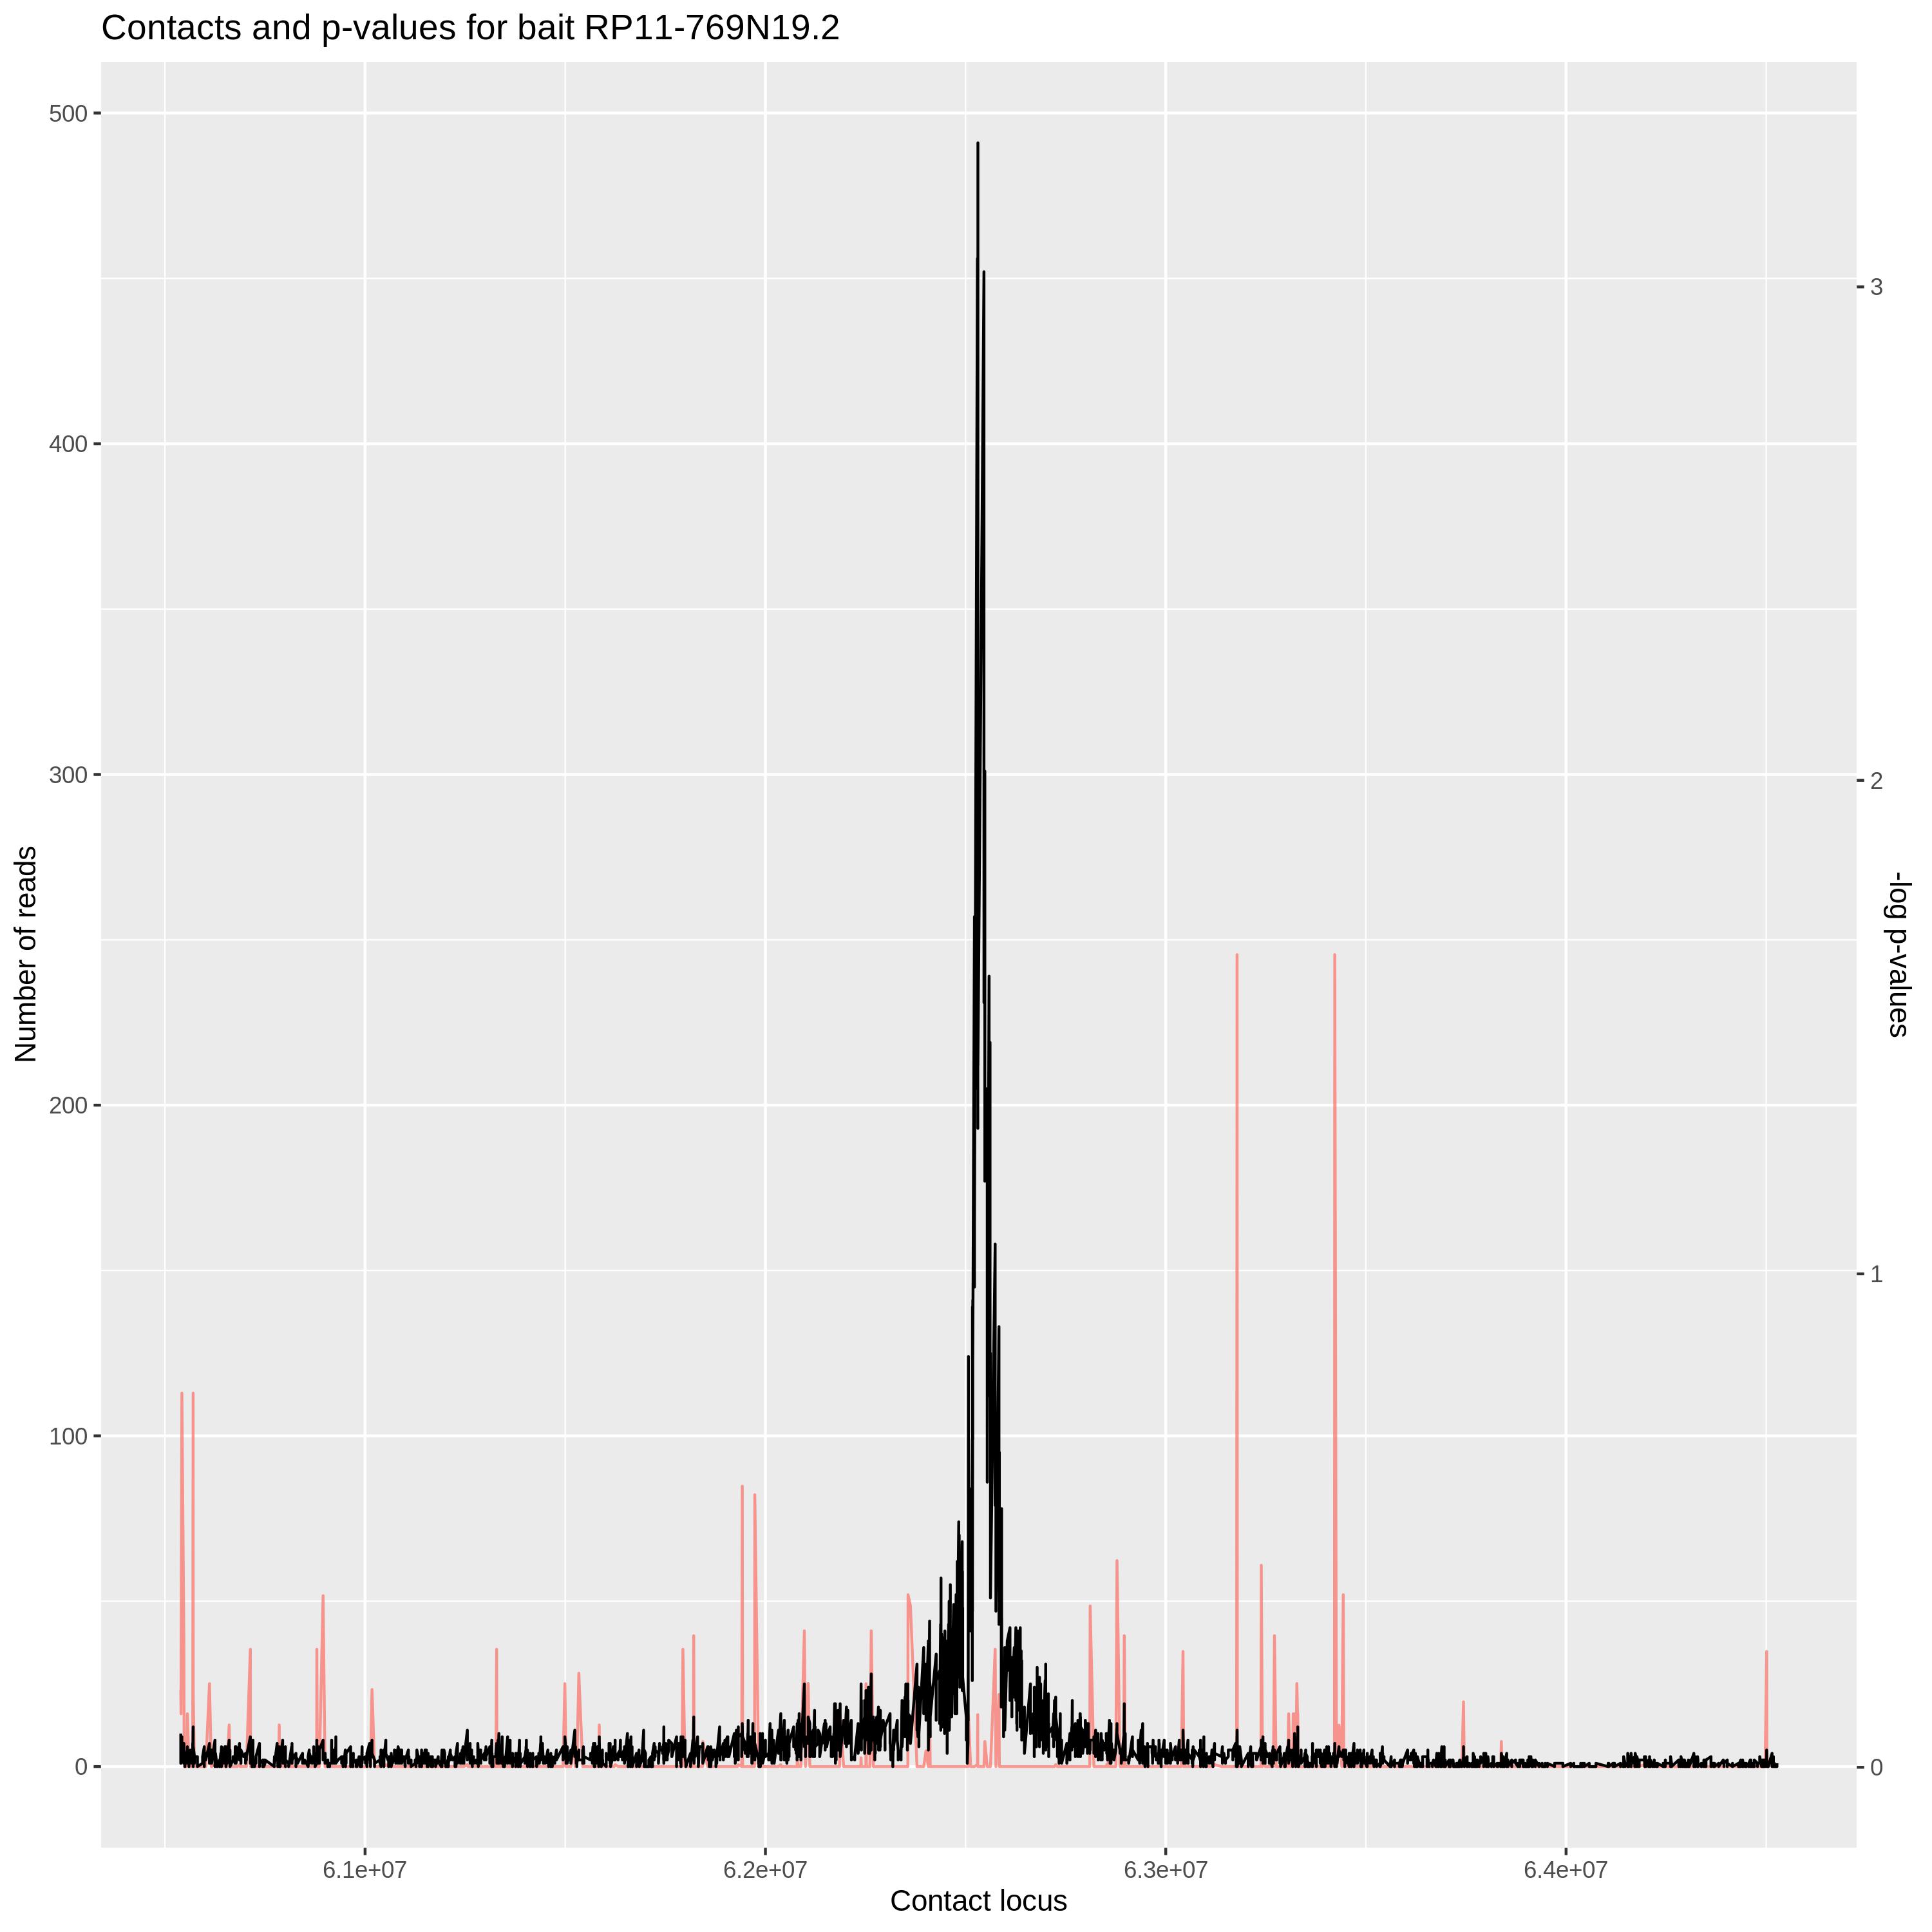 Contacts and p-values for bait RP11-769N19.2
500
400
300
200
100
0
Number of reads
3
2
1
0
-log p-values
6.1e+07
6.2e+07
6.3e+07
6.4e+07
Contact locus